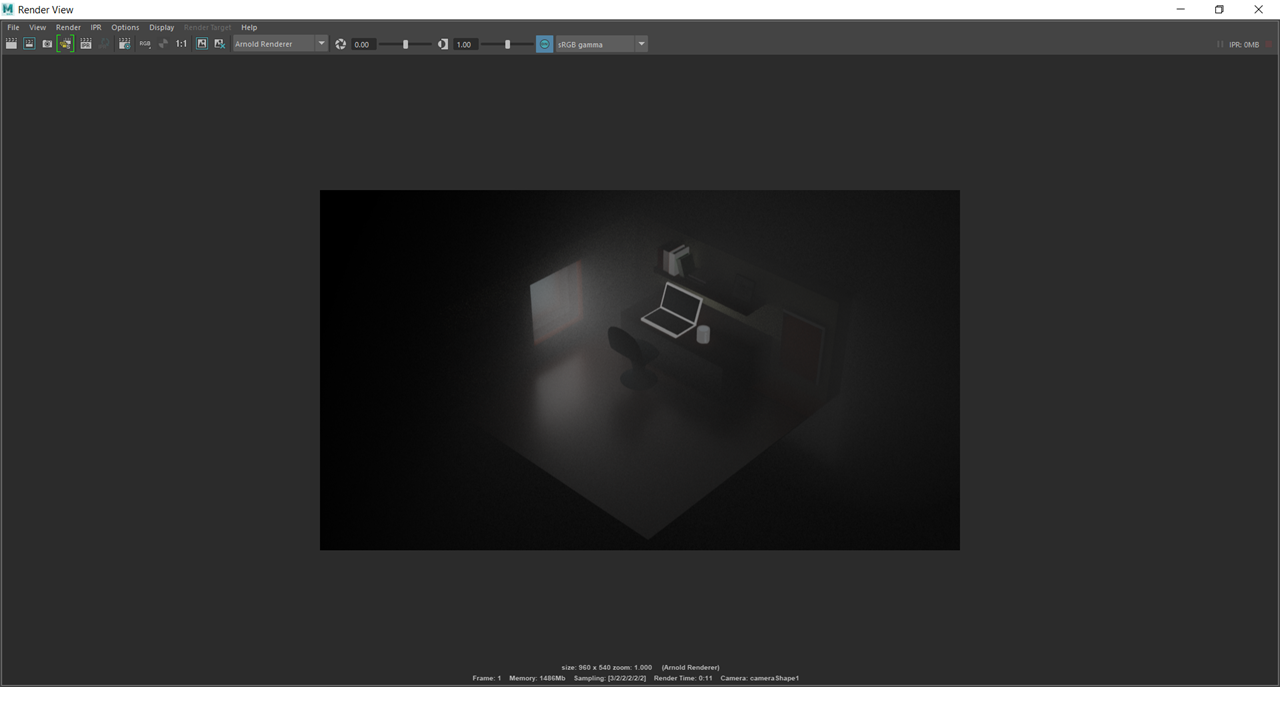 Render View
File View Render IPR Options Display Render Target Help
RGB 1:1 Arnold Renderer 0.00 1.00 sRGB gamma IPR: 0MB
size: 960 x 540 zoom: 1.000 (Arnold Renderer)
Frame: 1 Memory: 1486Mb Sampling: [3/2/2/2/2/2] Render Time: 0:11 Camera: cameraShape1